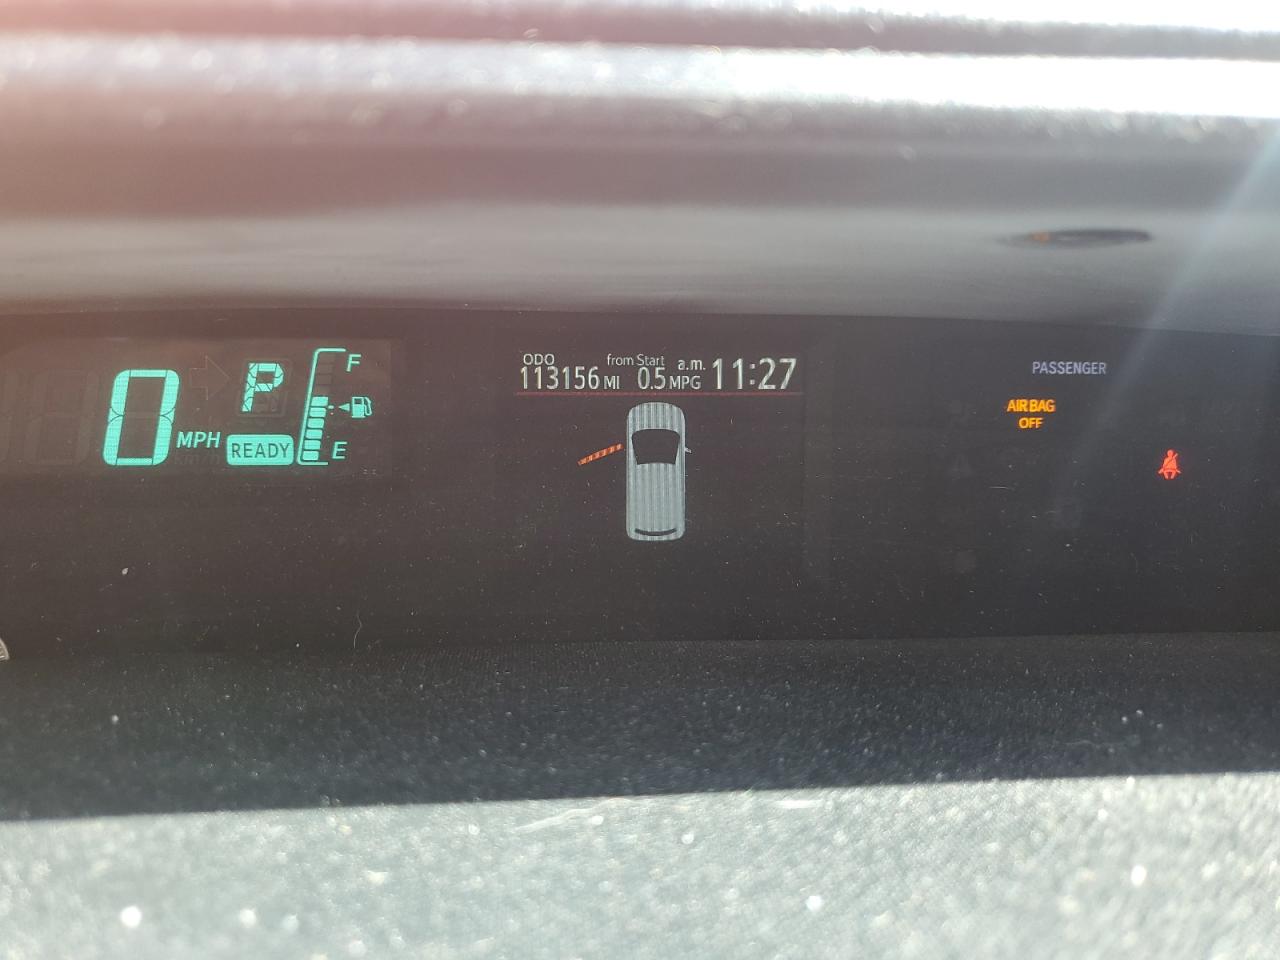 0 MPH
P
READY
F
E
ODO from Start a.m. 11:27
113156 MI 0.5 MPG
PASSENGER
AIR BAG
OFF